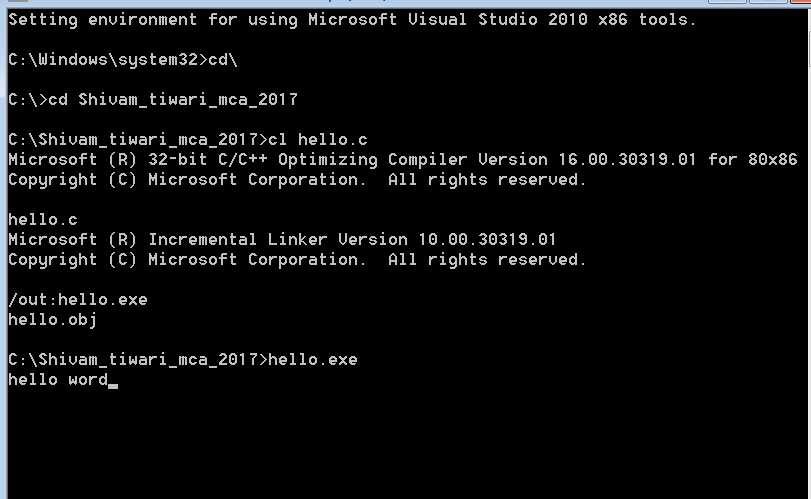 Setting environment for using Microsoft Visual Studio 2010 x86 tools.
C:\Windows\system32>cd\
C:\>cd Shivam_tiwari_mca_2017
C:\Shivam_tiwari_mca_2017>cl hello.c
Microsoft (R) 32-bit C/C++ Optimizing Compiler Version 16.00.30319.01 for 80x86
Copyright (C) Microsoft Corporation.  All rights reserved.
hello.c
Microsoft (R) Incremental Linker Version 10.00.30319.01
Copyright (C) Microsoft Corporation.  All rights reserved.
/out:hello.exe
hello.obj
C:\Shivam_tiwari_mca_2017>hello.exe
hello word